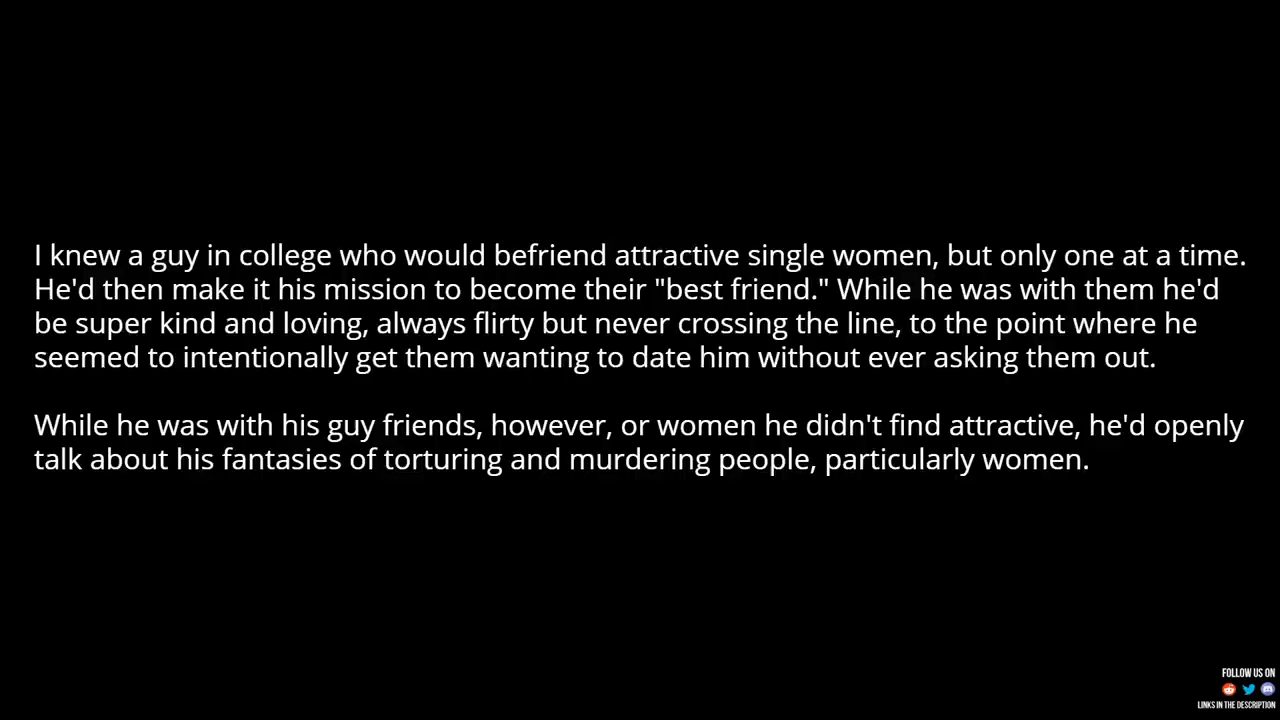 I knew a guy in college who would befriend attractive single women, but only one at a time.
He'd then make it his mission to become their "best friend." While he was with them he'd
be super kind and loving, always flirty but never crossing the line, to the point where he
seemed to intentionally get them wanting to date him without ever asking them out.
While he was with his guy friends, however, or women he didn't find attractive, he'd openly
talk about his fantasies of torturing and murdering people, particularly women.
FOLLOW US ON
LINKS IN THE DESCRIPTION